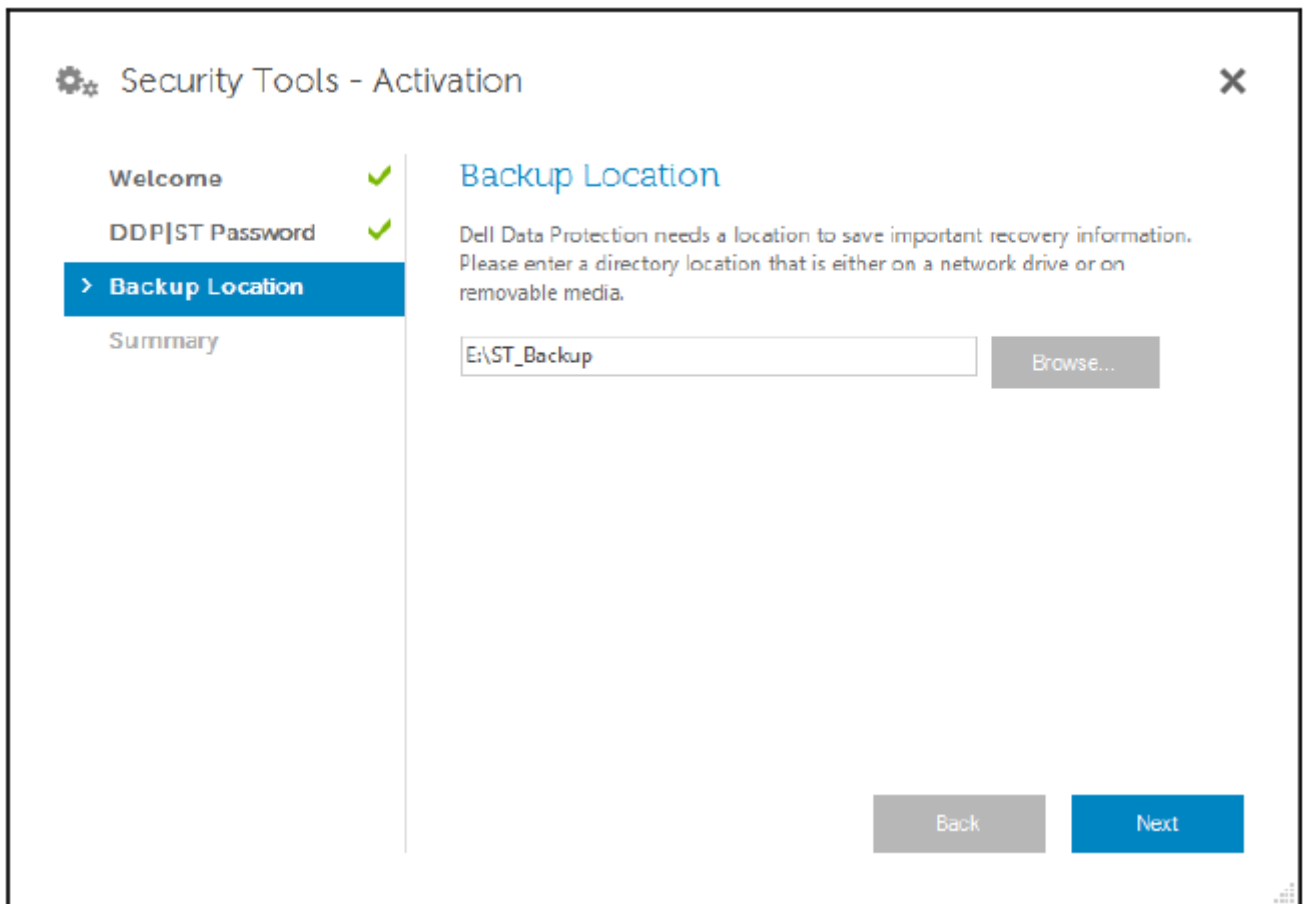 Security Tools - Activation
Welcome
DDP|ST Password
Backup Location
Summary
Backup Location
Dell Data Protection needs a location to save important recovery information.
Please enter a directory location that is either on a network drive or on
removable media.
E:\ST_Backup
Browse...
Back
Next